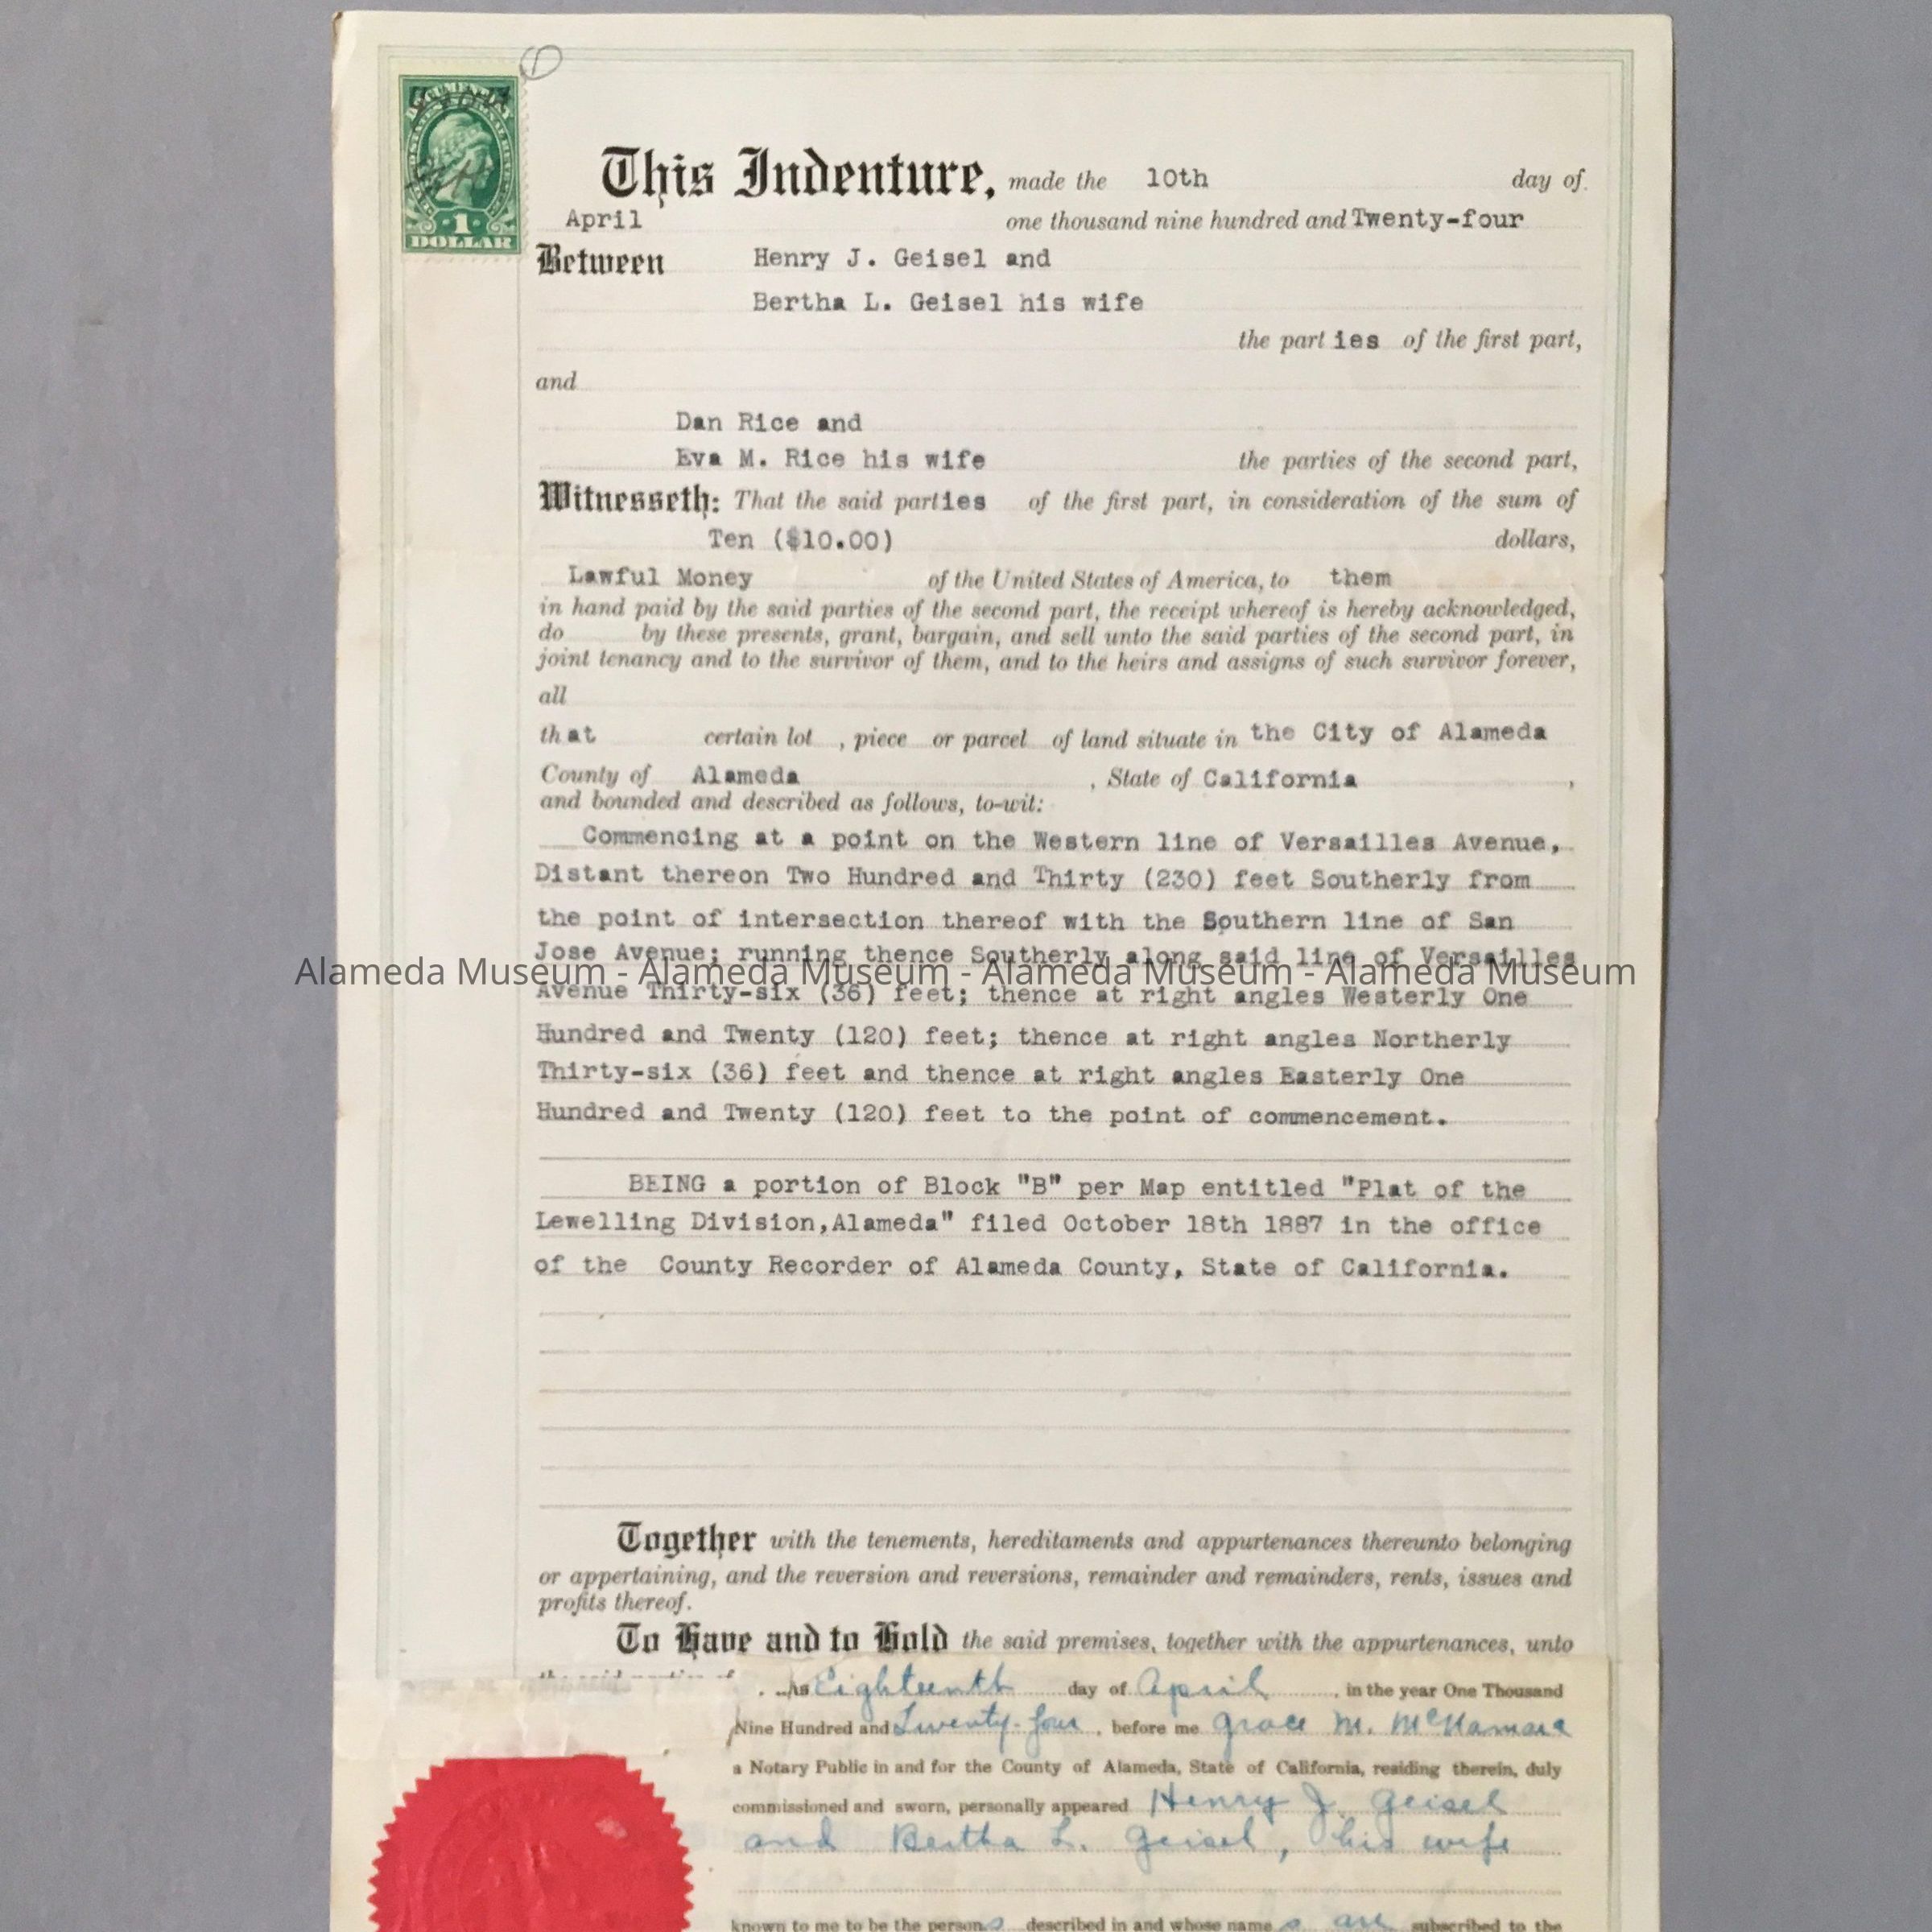 DOCUMENTARY
1
DOLLAR
This Indenture, made the 10th day of
April one thousand nine hundred and Twenty-four
Between Henry J. Geisel and
Bertha L. Geisel his wife
the parties of the first part,
and
Dan Rice and
Eva M. Rice his wife the parties of the second part,
Witnesseth: That the said parties of the first part, in consideration of the sum of
Ten ($10.00) dollars,
Lawful Money of the United States of America, to them
in hand paid by the said parties of the second part, the receipt whereof is hereby acknowledged,
do by these presents, grant, bargain, and sell unto the said parties of the second part, in
joint tenancy and to the survivor of them, and to the heirs and assigns of such survivor forever,
all
that certain lot , piece or parcel of land situate in the City of Alameda
County of Alameda , State of California ,
and bounded and described as follows, to-wit:
Commencing at a point on the Western line of Versailles Avenue,
Distant thereon Two Hundred and Thirty (230) feet Southerly from
the point of intersection thereof with the Southern line of San
Jose Avenue; running thence Southerly along said line of Versailles
Alameda Museum - Alameda Museum - Alameda Museum - Alameda Museum
Avenue Thirty-six (36) feet; thence at right angles Westerly One
Hundred and Twenty (120) feet; thence at right angles Northerly
Thirty-six (36) feet and thence at right angles Easterly One
Hundred and Twenty (120) feet to the point of commencement.
BEING a portion of Block "B" per Map entitled "Plat of the
Lewelling Division,Alameda" filed October 18th 1887 in the office
of the County Recorder of Alameda County, State of California.
Together with the tenements, hereditaments and appurtenances thereunto belonging
or appertaining, and the reversion and reversions, remainder and remainders, rents, issues and
profits thereof.
To Have and to Hold the said premises, together with the appurtenances, unto
Eighteenth day of April , in the year One Thousand
Nine Hundred and Twenty-four , before me Grace M. McNamara
a Notary Public in and for the County of Alameda, State of California, residing therein, duly
commissioned and sworn, personally appeared Henry J. Geisel
and Bertha L. Geisel, his wife
known to me to be the persons described in and whose names are subscribed to the